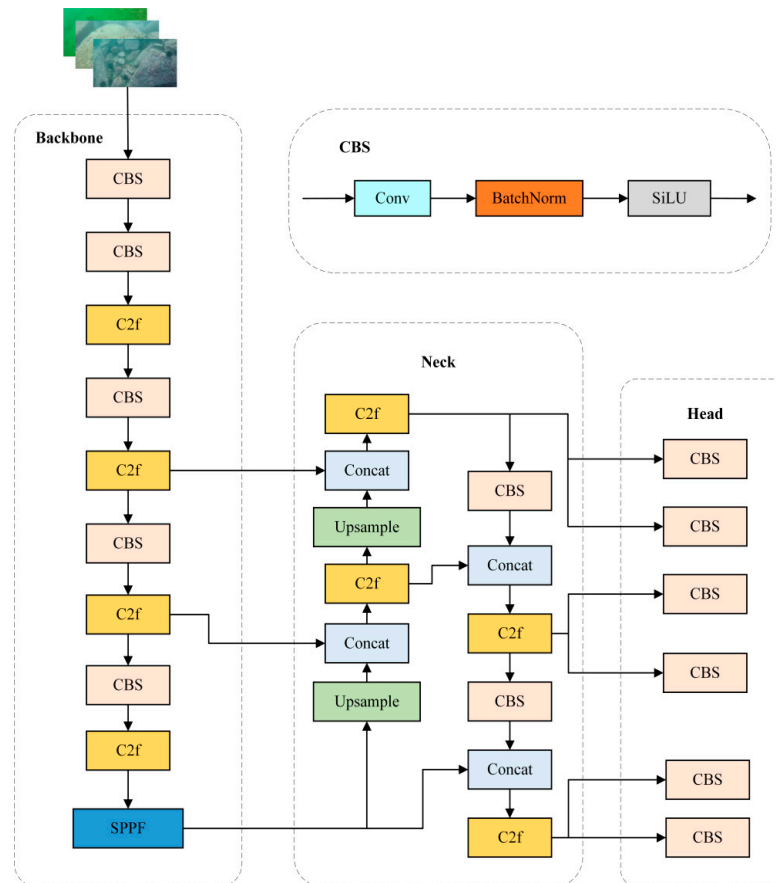 Backbone
CBS
CBS
C2f
CBS
C2f
CBS
C2f
CBS
C2f
SPPF
CBS
Conv
BatchNorm
SiLU
Neck
C2f
Concat
Upsample
C2f
Concat
Upsample
CBS
Concat
C2f
CBS
Concat
C2f
Head
CBS
CBS
CBS
CBS
CBS
CBS